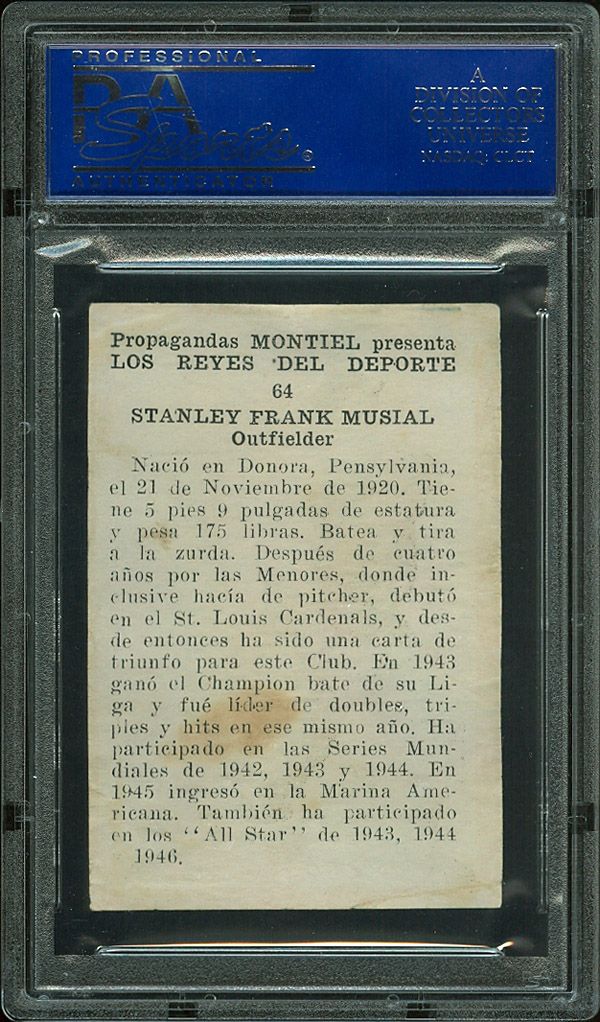 PROFESSIONAL
PSA
Sports
AUTHENTICATOR
A
DIVISION OF
COLLECTORS
UNIVERSE
NASDAQ: CLCT
Propagandas MONTIEL presenta
LOS REYES DEL DEPORTE
64
STANLEY FRANK MUSIAL
Outfielder
Nació en Donora, Pensylvania,
el 21 de Noviembre de 1920. Tie-
ne 5 pies 9 pulgadas de estatura
y pesa 175 libras. Batea y tira
a la zurda. Después de cuatro
años por las Menores, donde in-
clusive hacía de pitcher, debutó
en el St. Louis Cardenals, y des-
de entonces ha sido una carta de
triunfo para este Club. En 1943
ganó el Champion bate de su Li-
ga y fué líder de doubles, tri-
ples y hits en ese mismo año. Ha
participado en las Series Mun-
diales de 1942, 1943 y 1944. En
1945 ingresó en la Marina Ame-
ricana. También ha participado
en los "All Star" de 1943, 1944
1946.